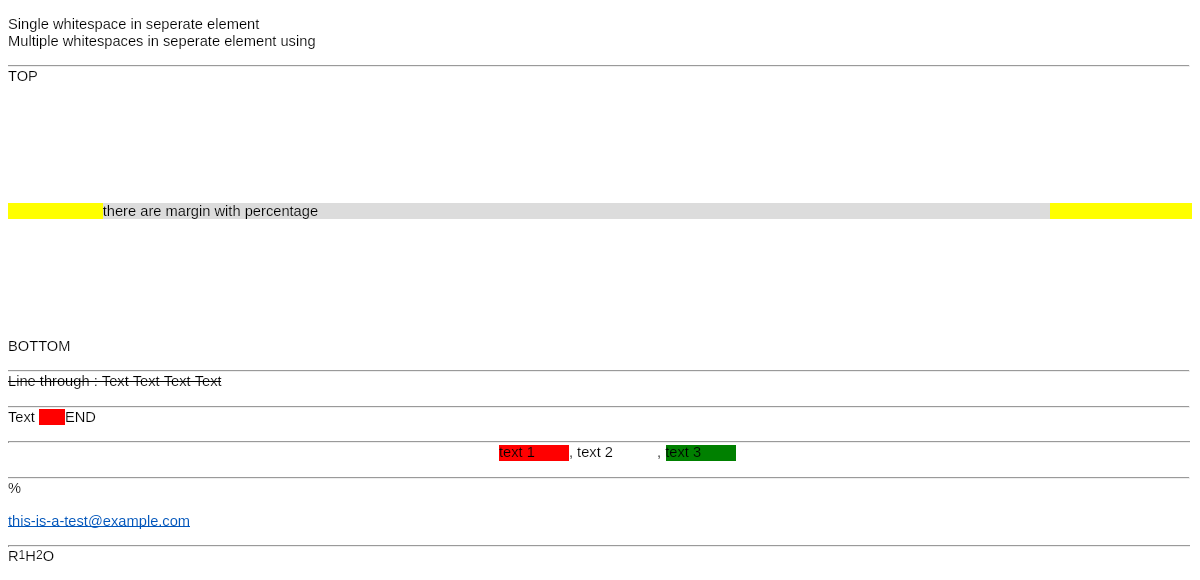 Single whitespace in seperate element
Multiple whitespaces in seperate element using
TOP
there are margin with percentage
BOTTOM
Line through : Text Text Text Text
Text END
text 1 , text 2 , text 3
%
this-is-a-test@example.com
R1H2O